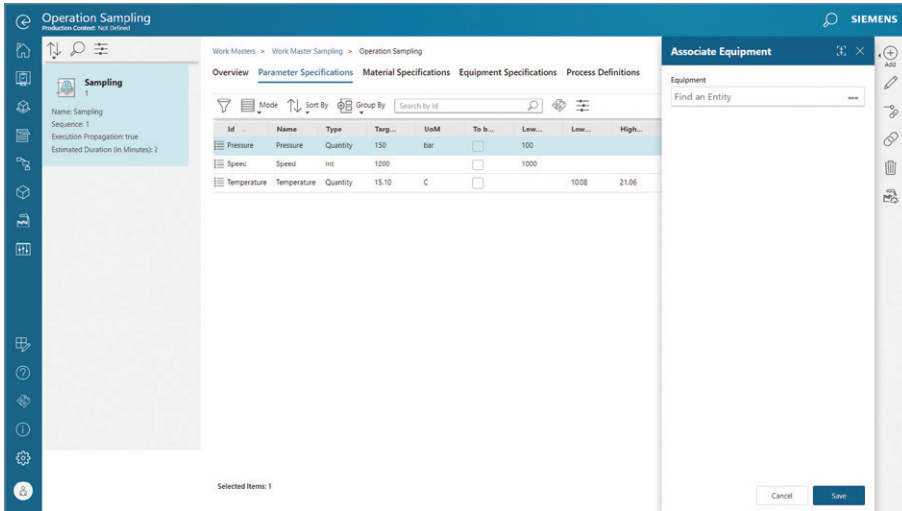 Operation Sampling
Production Context: Not Defined
SIEMENS
Sampling
1
Name: Sampling
Sequence: 1
Execution Propagation: true
Estimated Duration (in Minutes): 2
Work Masters > Work Master Sampling > Operation Sampling
Overview Parameter Specifications Material Specifications Equipment Specifications Process Definitions
Mode Sort By Group By Search by Id
Id Name Type Targ... UoM To b... Low... Low... High...
Pressure Pressure Quantity 150 bar 100
Speed Speed Int 1200 1000
Temperature Temperature Quantity 15.10 C 10.08 21.06
Selected Items: 1
Associate Equipment
Equipment
Find an Entity
Cancel Save
Add